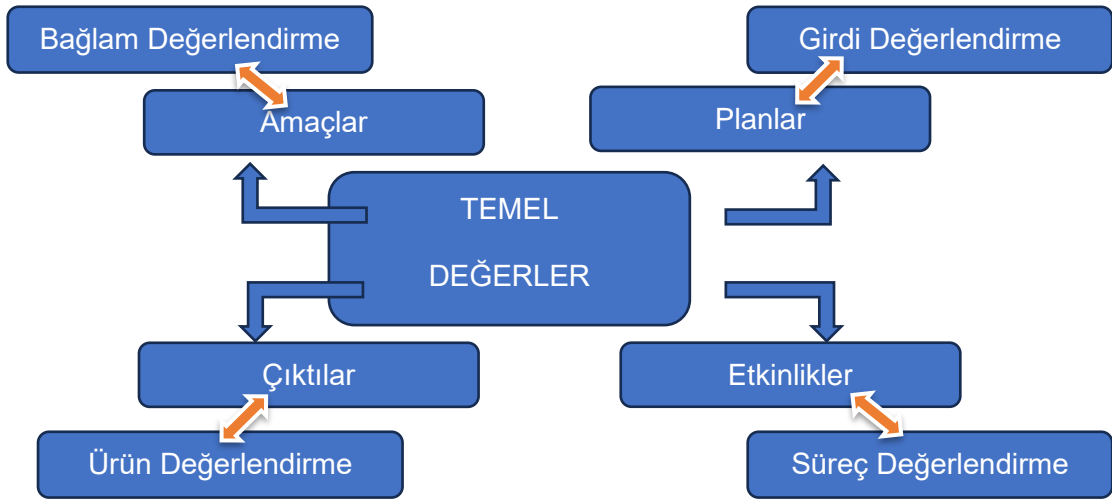 Bağlam Değerlendirme
Girdi Değerlendirme
Amaçlar
Planlar
TEMEL
DEĞERLER
Çıktılar
Etkinlikler
Ürün Değerlendirme
Süreç Değerlendirme